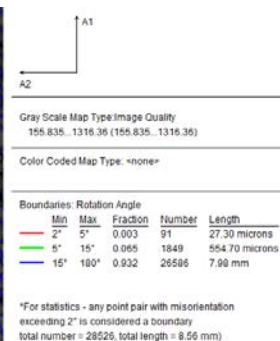 A1
A2
Gray Scale Map Type:Image Quality
155.835...1316.36 (155.835...1316.36)
Color Coded Map Type: <none>
Boundaries: Rotation Angle
Min Max Fraction Number Length
2° 5° 0.003 91 27.30 microns
5° 15° 0.065 1849 554.70 microns
15° 180° 0.932 26586 7.98 mm
*For statistics - any point pair with misorientation
exceeding 2° is considered a boundary
total number = 28526, total length = 8.56 mm)